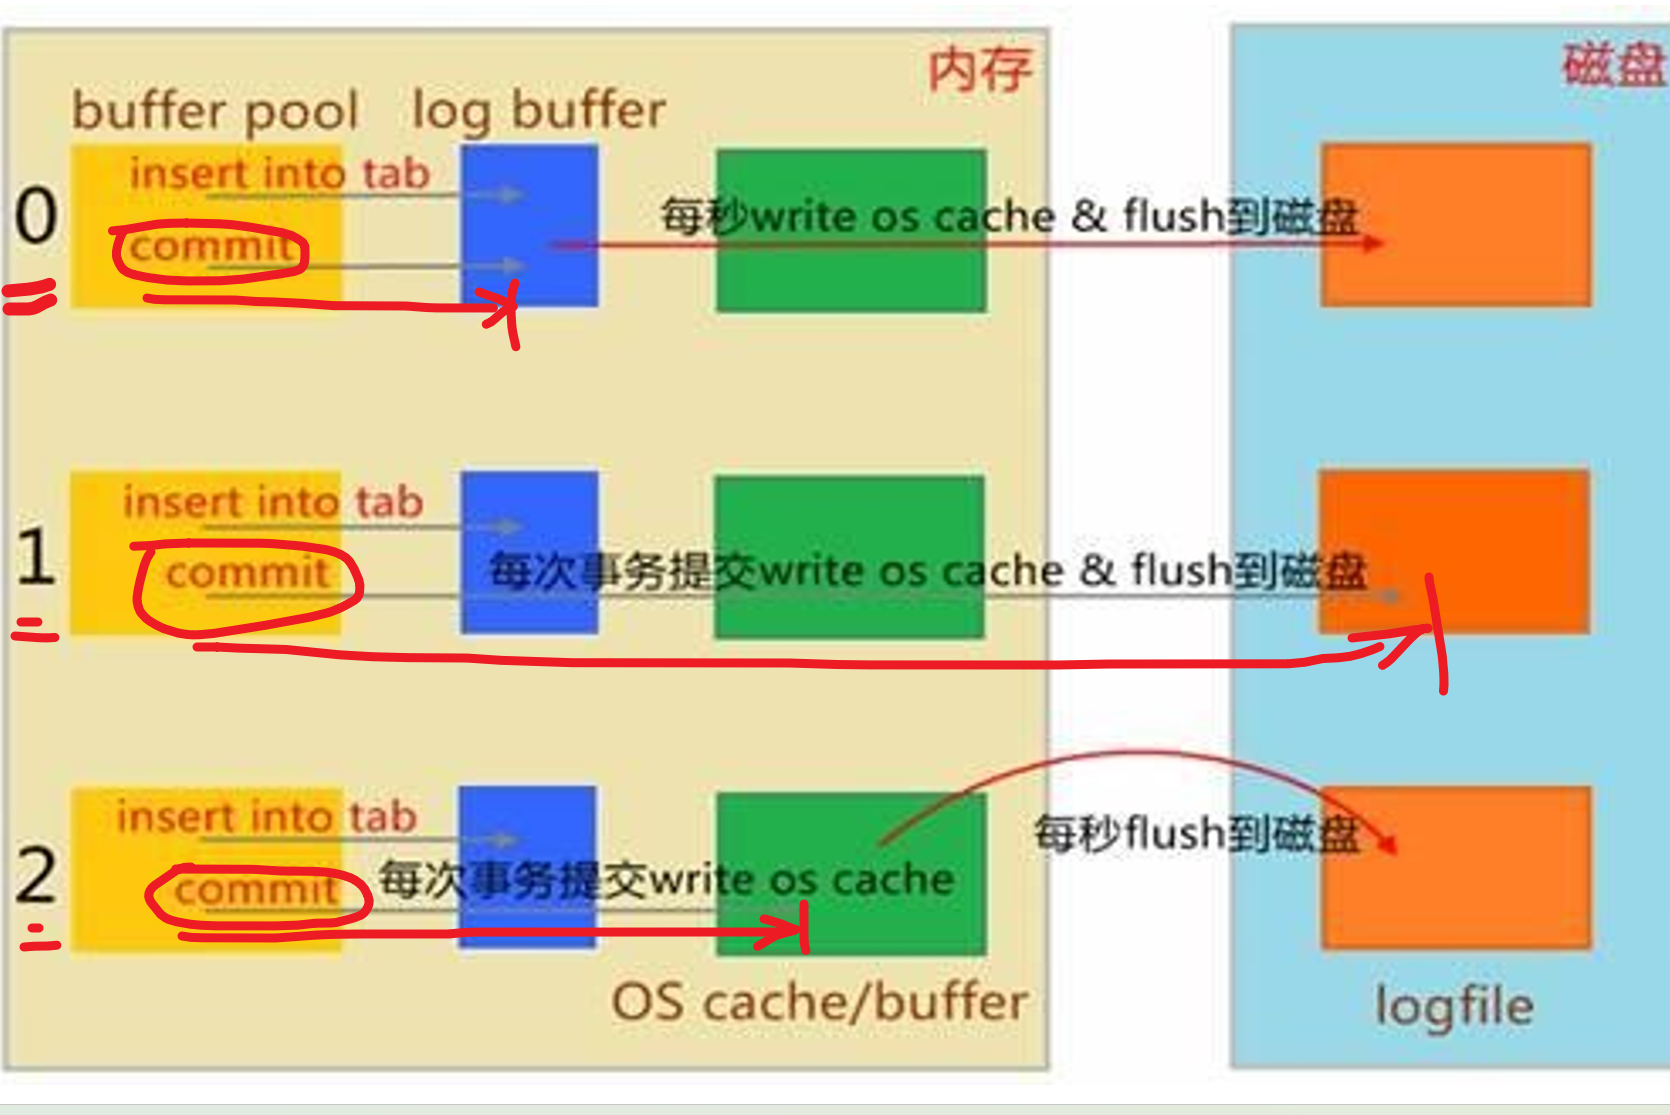 内存
磁盘
buffer pool
log buffer
0
insert into tab
commit
每秒write os cache & flush到磁盘
1
insert into tab
commit
每次事务提交write os cache & flush到磁盘
2
insert into tab
commit
每次事务提交write os cache
每秒flush到磁盘
OS cache/buffer
logfile